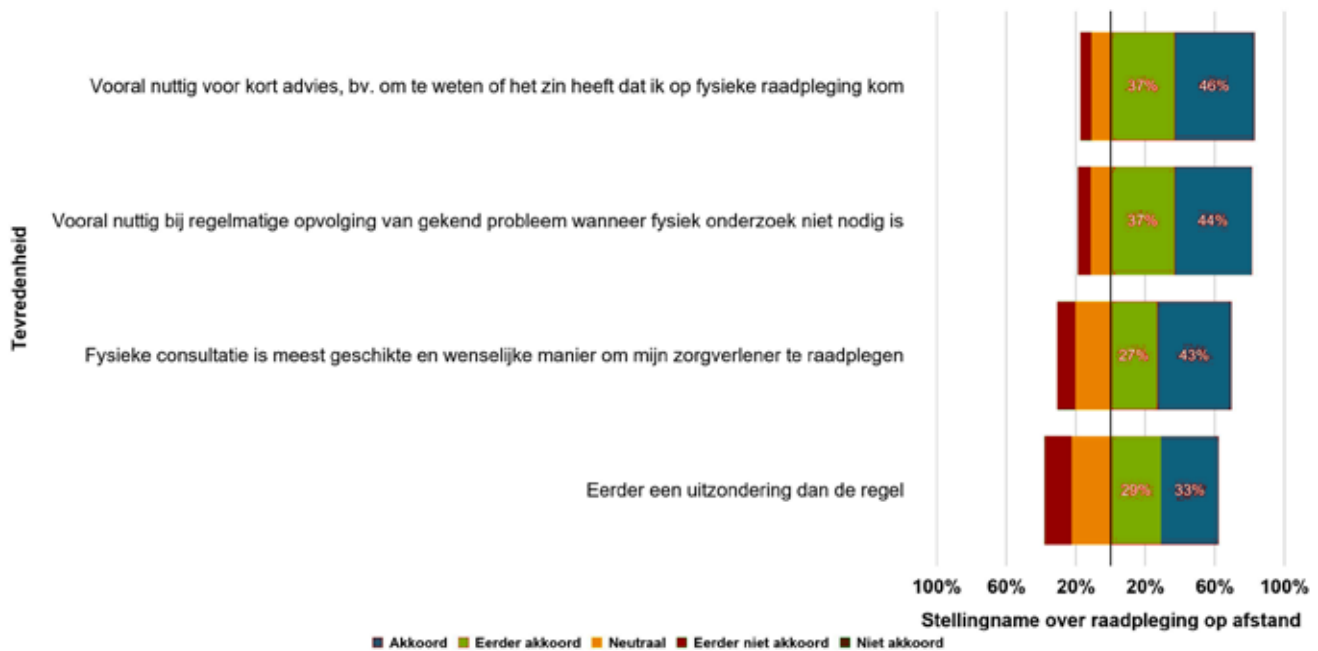 Vooral nuttig voor kort advies, bv. om te weten of het zin heeft dat ik op fysieke raadpleging kom
37% 46%
Vooral nuttig bij regelmatige opvolging van gekend probleem wanneer fysiek onderzoek niet nodig is
37% 44%
Tevredenheid
Fysieke consultatie is meest geschikte en wenselijke manier om mijn zorgverlener te raadplegen
27% 43%
Eerder een uitzondering dan de regel
29% 33%
100% 60% 20% 20% 60% 100%
Stellingname over raadpleging op afstand
Akkoord Eerder akkoord Neutraal Eerder niet akkoord Niet akkoord